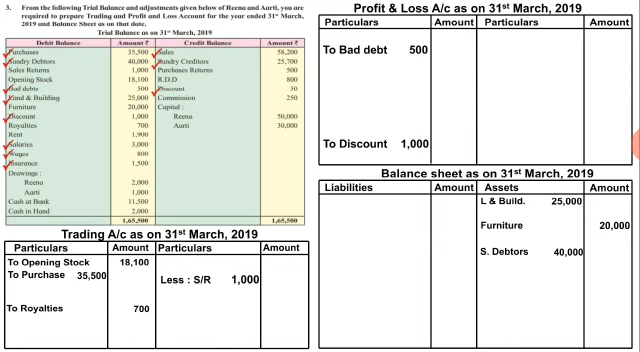 3. From the following Trial Balance and adjustments given below of Reena and Aarti, you are
required to prepare Trading and Profit and Loss Account for the year ended 31st March,
2019 and Balance Sheet as on that date.
Trial Balance as on 31st March, 2019
Debit Balance Amount ₹ Credit Balance Amount ₹
Purchases 35,500 Sales 58,200
Sundry Debtors 40,000 Sundry Creditors 25,700
Sales Returns 1,000 Purchases Returns 500
Opening Stock 18,100 R.D.D 800
Bad debts 500 Discount 50
Land & Building 25,000 Commission 250
Furniture 20,000 Capital :
Discount 1,000 Reena 50,000
Royalties 700 Aarti 30,000
Rent 1,900
Salaries 3,000
Wages 800
Insurance 1,500
Drawings :
Reena 2,000
Aarti 1,000
Cash at Bank 11,500
Cash in Hand 2,000
1,65,500 1,65,500
Trading A/c as on 31st March, 2019
Particulars Amount Particulars Amount
To Opening Stock 18,100
To Purchase 35,500
Less : S/R 1,000
To Royalties 700
Profit & Loss A/c as on 31st March, 2019
Particulars Amount Particulars Amount
To Bad debt 500
To Discount 1,000
Balance sheet as on 31st March, 2019
Liabilities Amount Assets Amount
L & Build. 25,000
Furniture 20,000
S. Debtors 40,000